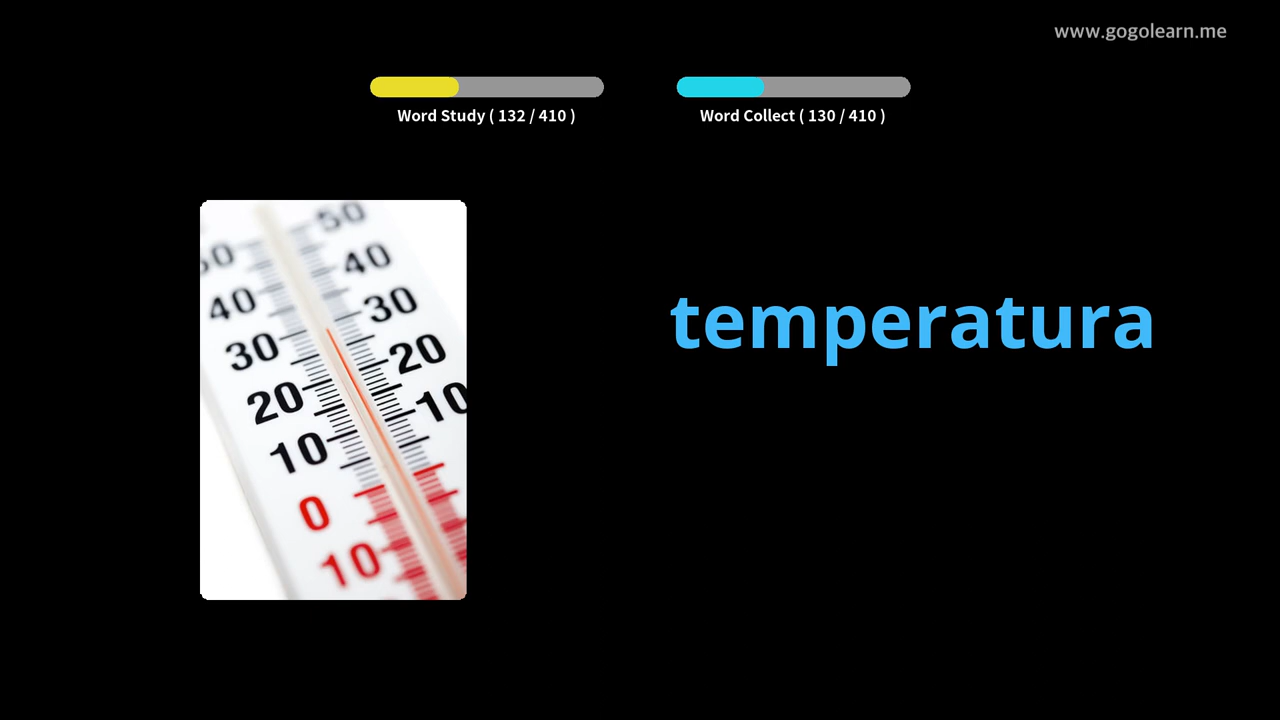 www.gogolearn.me
Word Study ( 132 / 410 )
Word Collect ( 130 / 410 )
temperatura
50
40 40
30 30
20 20
10 10
0
10